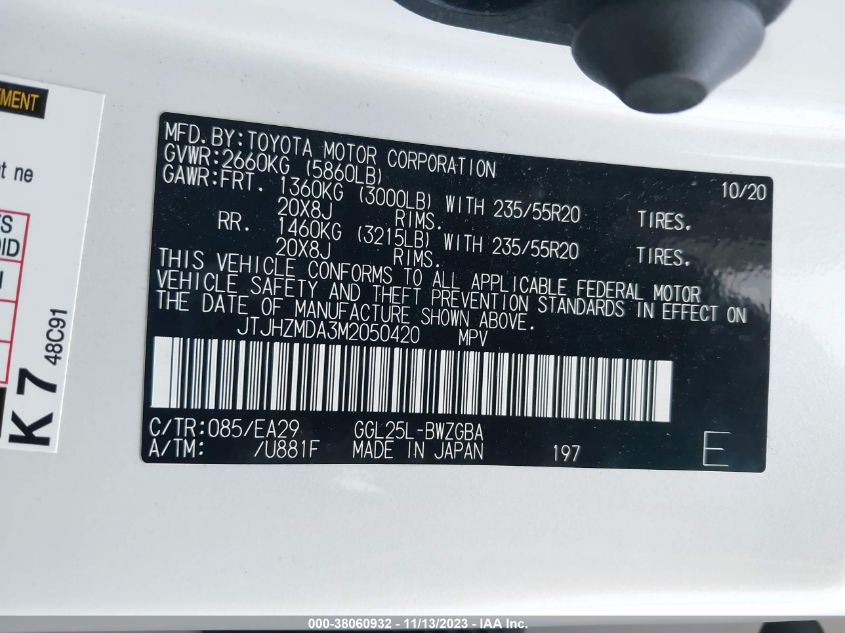 MFD. BY: TOYOTA MOTOR CORPORATION 10/20
GVWR: 2660KG (5860LB)
GAWR: FRT. 1360KG (3000LB) WITH 235/55R20 TIRES.
20X8J RIMS.
RR. 1460KG (3215LB) WITH 235/55R20 TIRES.
20X8J RIMS.
THIS VEHICLE CONFORMS TO ALL APPLICABLE FEDERAL MOTOR
VEHICLE SAFETY AND THEFT PREVENTION STANDARDS IN EFFECT ON
THE DATE OF MANUFACTURE SHOWN ABOVE.
JTJHZMDA3M2050420 MPV
C/TR: 085/EA29 GGL25L-BWZGBA
A/TM: /U881F MADE IN JAPAN 197 E
K7 48C91
000-38060932 - 11/13/2023 - IAA Inc.